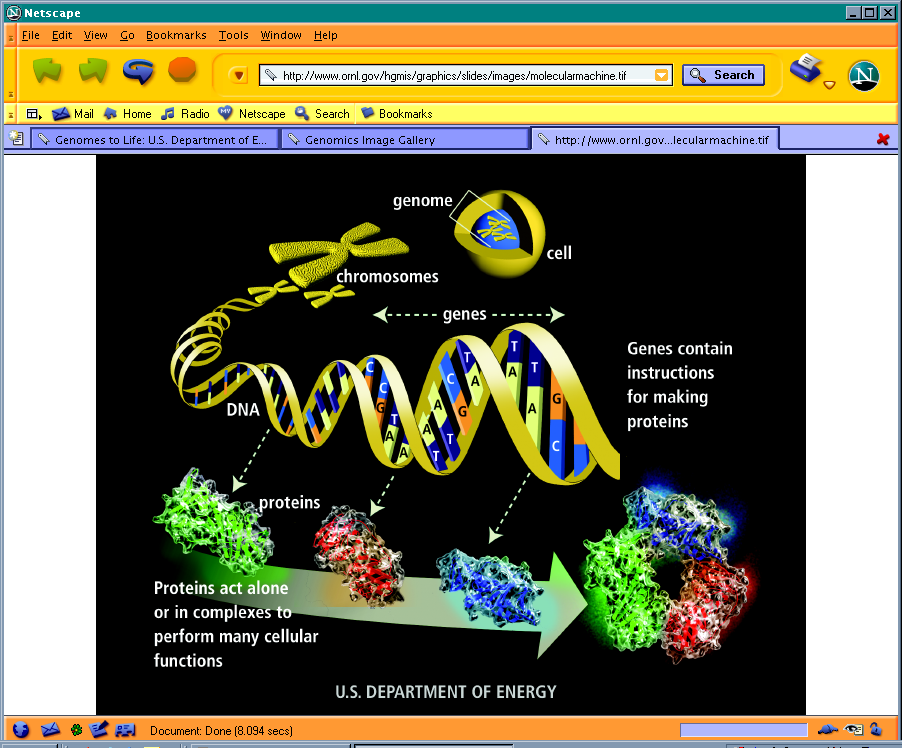 Netscape
File Edit View Go Bookmarks Tools Window Help
http://www.ornl.gov/hgmis/graphics/slides/images/molecularmachine.tif
Search
Mail Home Radio Netscape Search Bookmarks
Genomes to Life: U.S. Department of E... Genomics Image Gallery http://www.ornl.gov...lecularmachine.tif
genome
cell
chromosomes
genes
Genes contain
instructions
for making
proteins
DNA
C C G T A A
A A T T C G T A
T A T A G C
proteins
Proteins act alone
or in complexes to
perform many cellular
functions
U.S. DEPARTMENT OF ENERGY
Document: Done (8.094 secs)